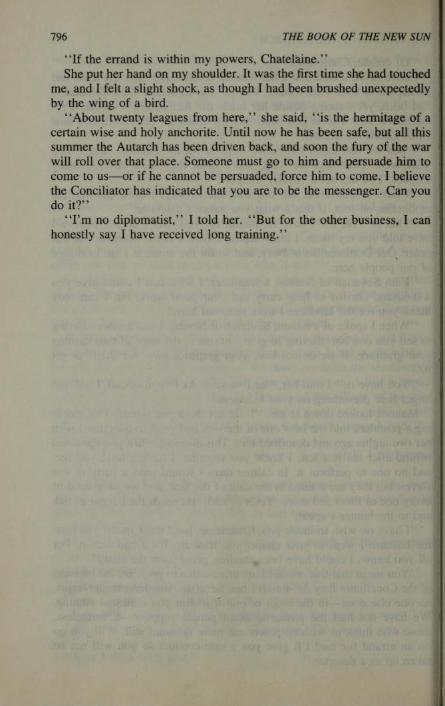 796 THE BOOK OF THE NEW SUN
‘‘If the errand is within my powers, Chatelaine.’’
She put her hand on my shoulder. It was the first time she had touched
me, and I felt a slight shock, as though I had been brushed unexpectedly
by the wing of a bird.
‘‘About twenty leagues from here,’’ she said, ‘‘is the hermitage of a
certain wise and holy anchorite. Until now he has been safe, but all this
summer the Autarch has been driven back, and soon the fury of the war
will roll over that place. Someone must go to him and persuade him to
come to us—or if he cannot be persuaded, force him to come. I believe
the Conciliator has indicated that you are to be the messenger. Can you
do it?’’
‘‘I’m no diplomatist,’’ I told her. ‘‘But for the other business, I can
honestly say I have received long training.’’